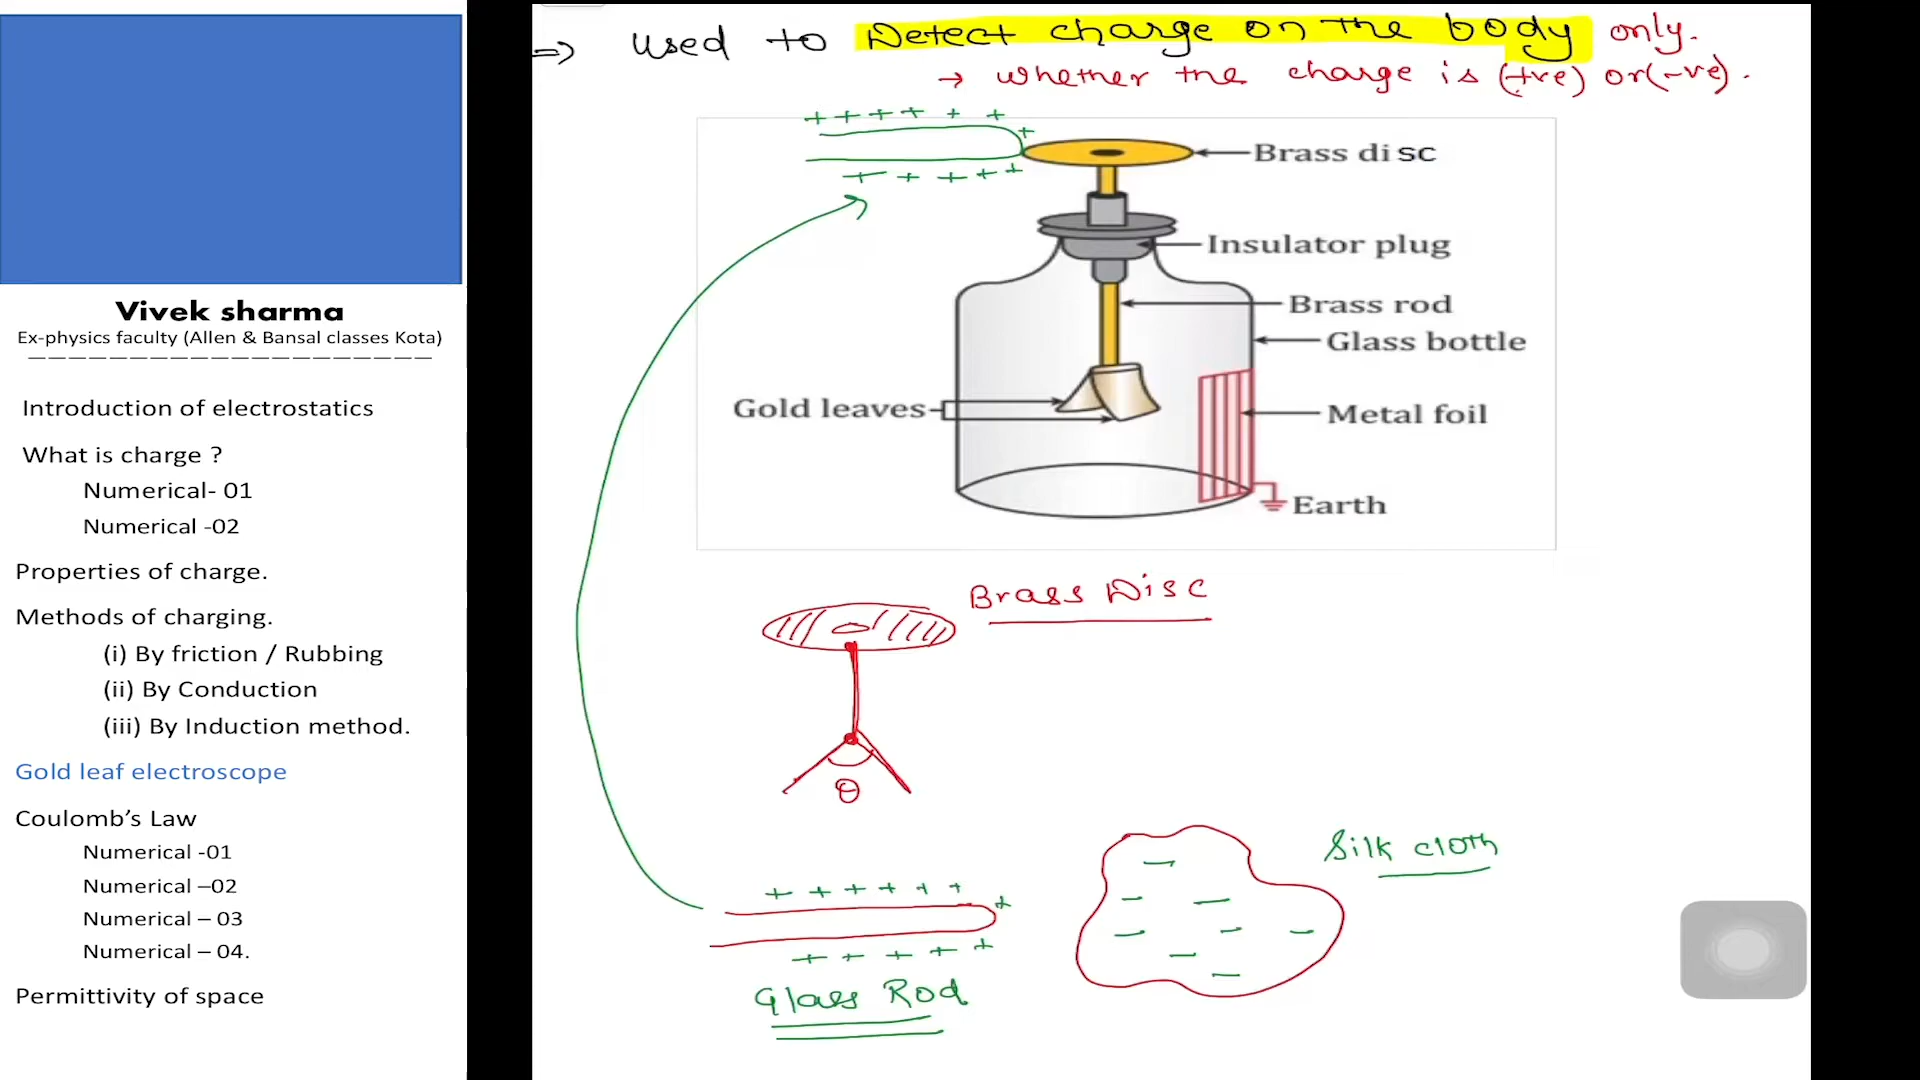 Vivek sharma
Ex-physics faculty (Allen & Bansal classes Kota)
Introduction of electrostatics
What is charge ?
Numerical- 01
Numerical -02
Properties of charge.
Methods of charging.
(i) By friction / Rubbing
(ii) By Conduction
(iii) By Induction method.
Gold leaf electroscope
Coulomb’s Law
Numerical -01
Numerical –02
Numerical – 03
Numerical – 04.
Permittivity of space
⇒ Used to Detect charge on the body only.
→ whether the charge is (+ve) or (-ve).
+ + + + + + +
+ + + + +
Brass disc
Insulator plug
Brass rod
Glass bottle
Gold leaves
Metal foil
Earth
Brass Disc
θ
Silk cloth
+ + + + + + +
+ + + + + +
- - - - - - - -
Glass Rod